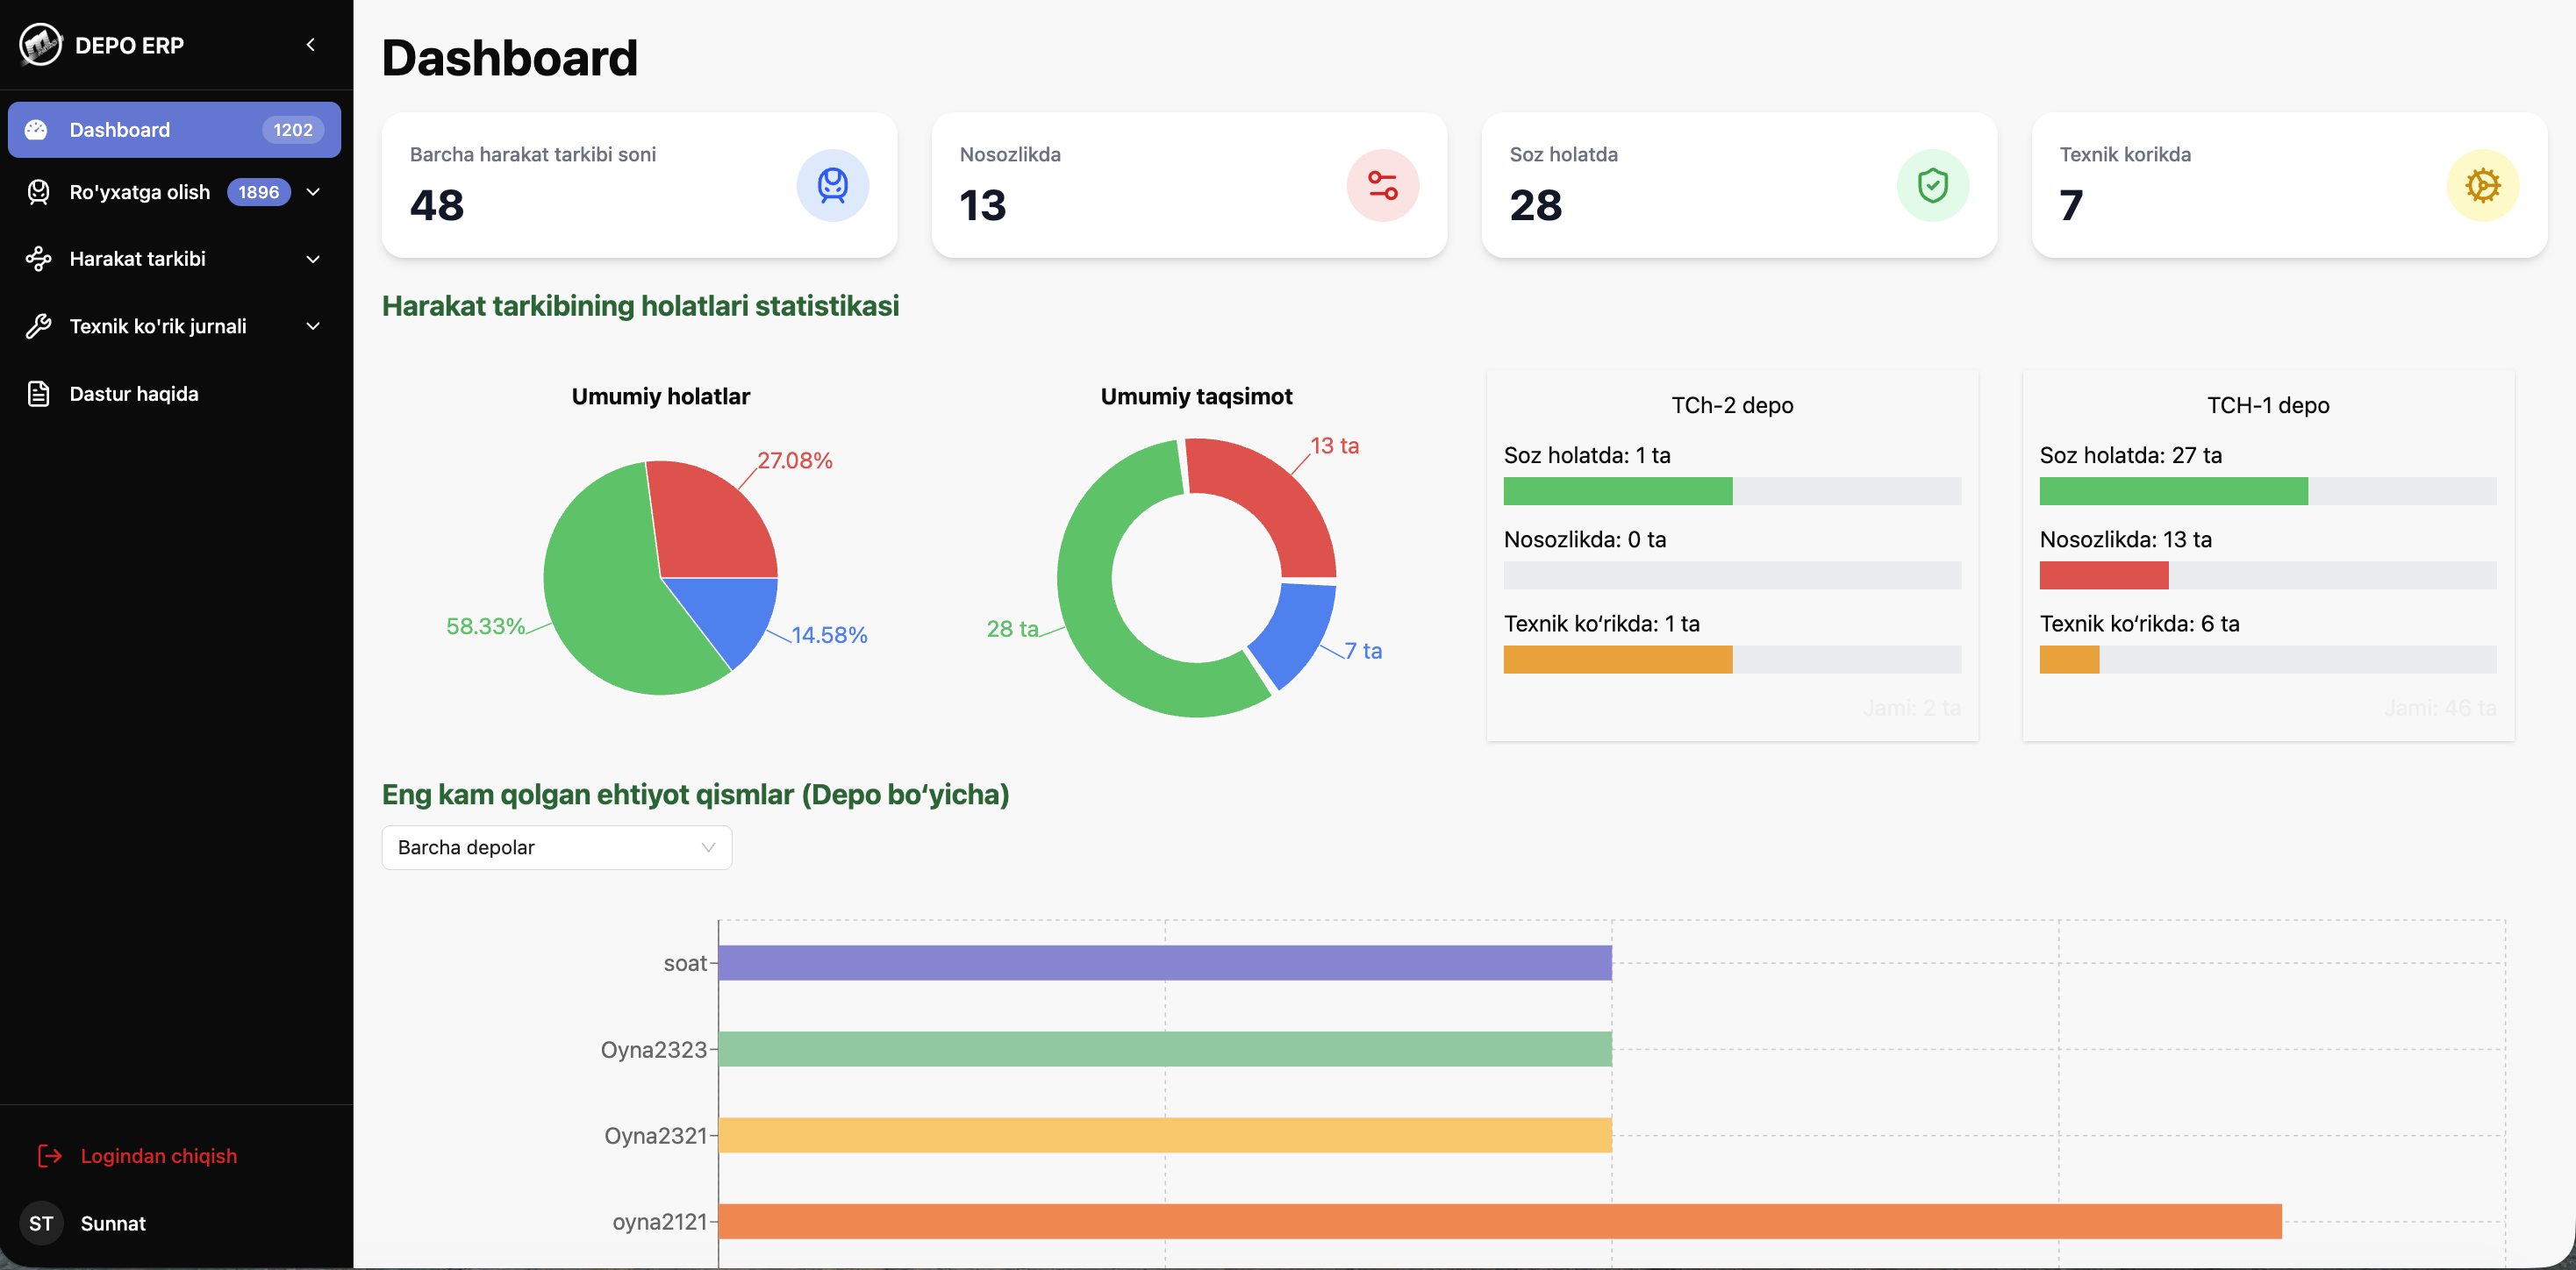 DEPO ERP
Dashboard 1202
Ro'yxatga olish 1896
Harakat tarkibi
Texnik ko'rik jurnali
Dastur haqida
Logindan chiqish
ST Sunnat
Dashboard
Barcha harakat tarkibi soni
48
Nosozlikda
13
Soz holatda
28
Texnik korikda
7
Harakat tarkibining holatlari statistikasi
Umumiy holatlar
27.08%
58.33%
14.58%
Umumiy taqsimot
13 ta
28 ta
7 ta
TCh-2 depo
Soz holatda: 1 ta
Nosozlikda: 0 ta
Texnik ko‘rikda: 1 ta
Jami: 2 ta
TCH-1 depo
Soz holatda: 27 ta
Nosozlikda: 13 ta
Texnik ko‘rikda: 6 ta
Jami: 46 ta
Eng kam qolgan ehtiyot qismlar (Depo bo‘yicha)
Barcha depolar
soat
Oyna2323
Oyna2321
oyna2121